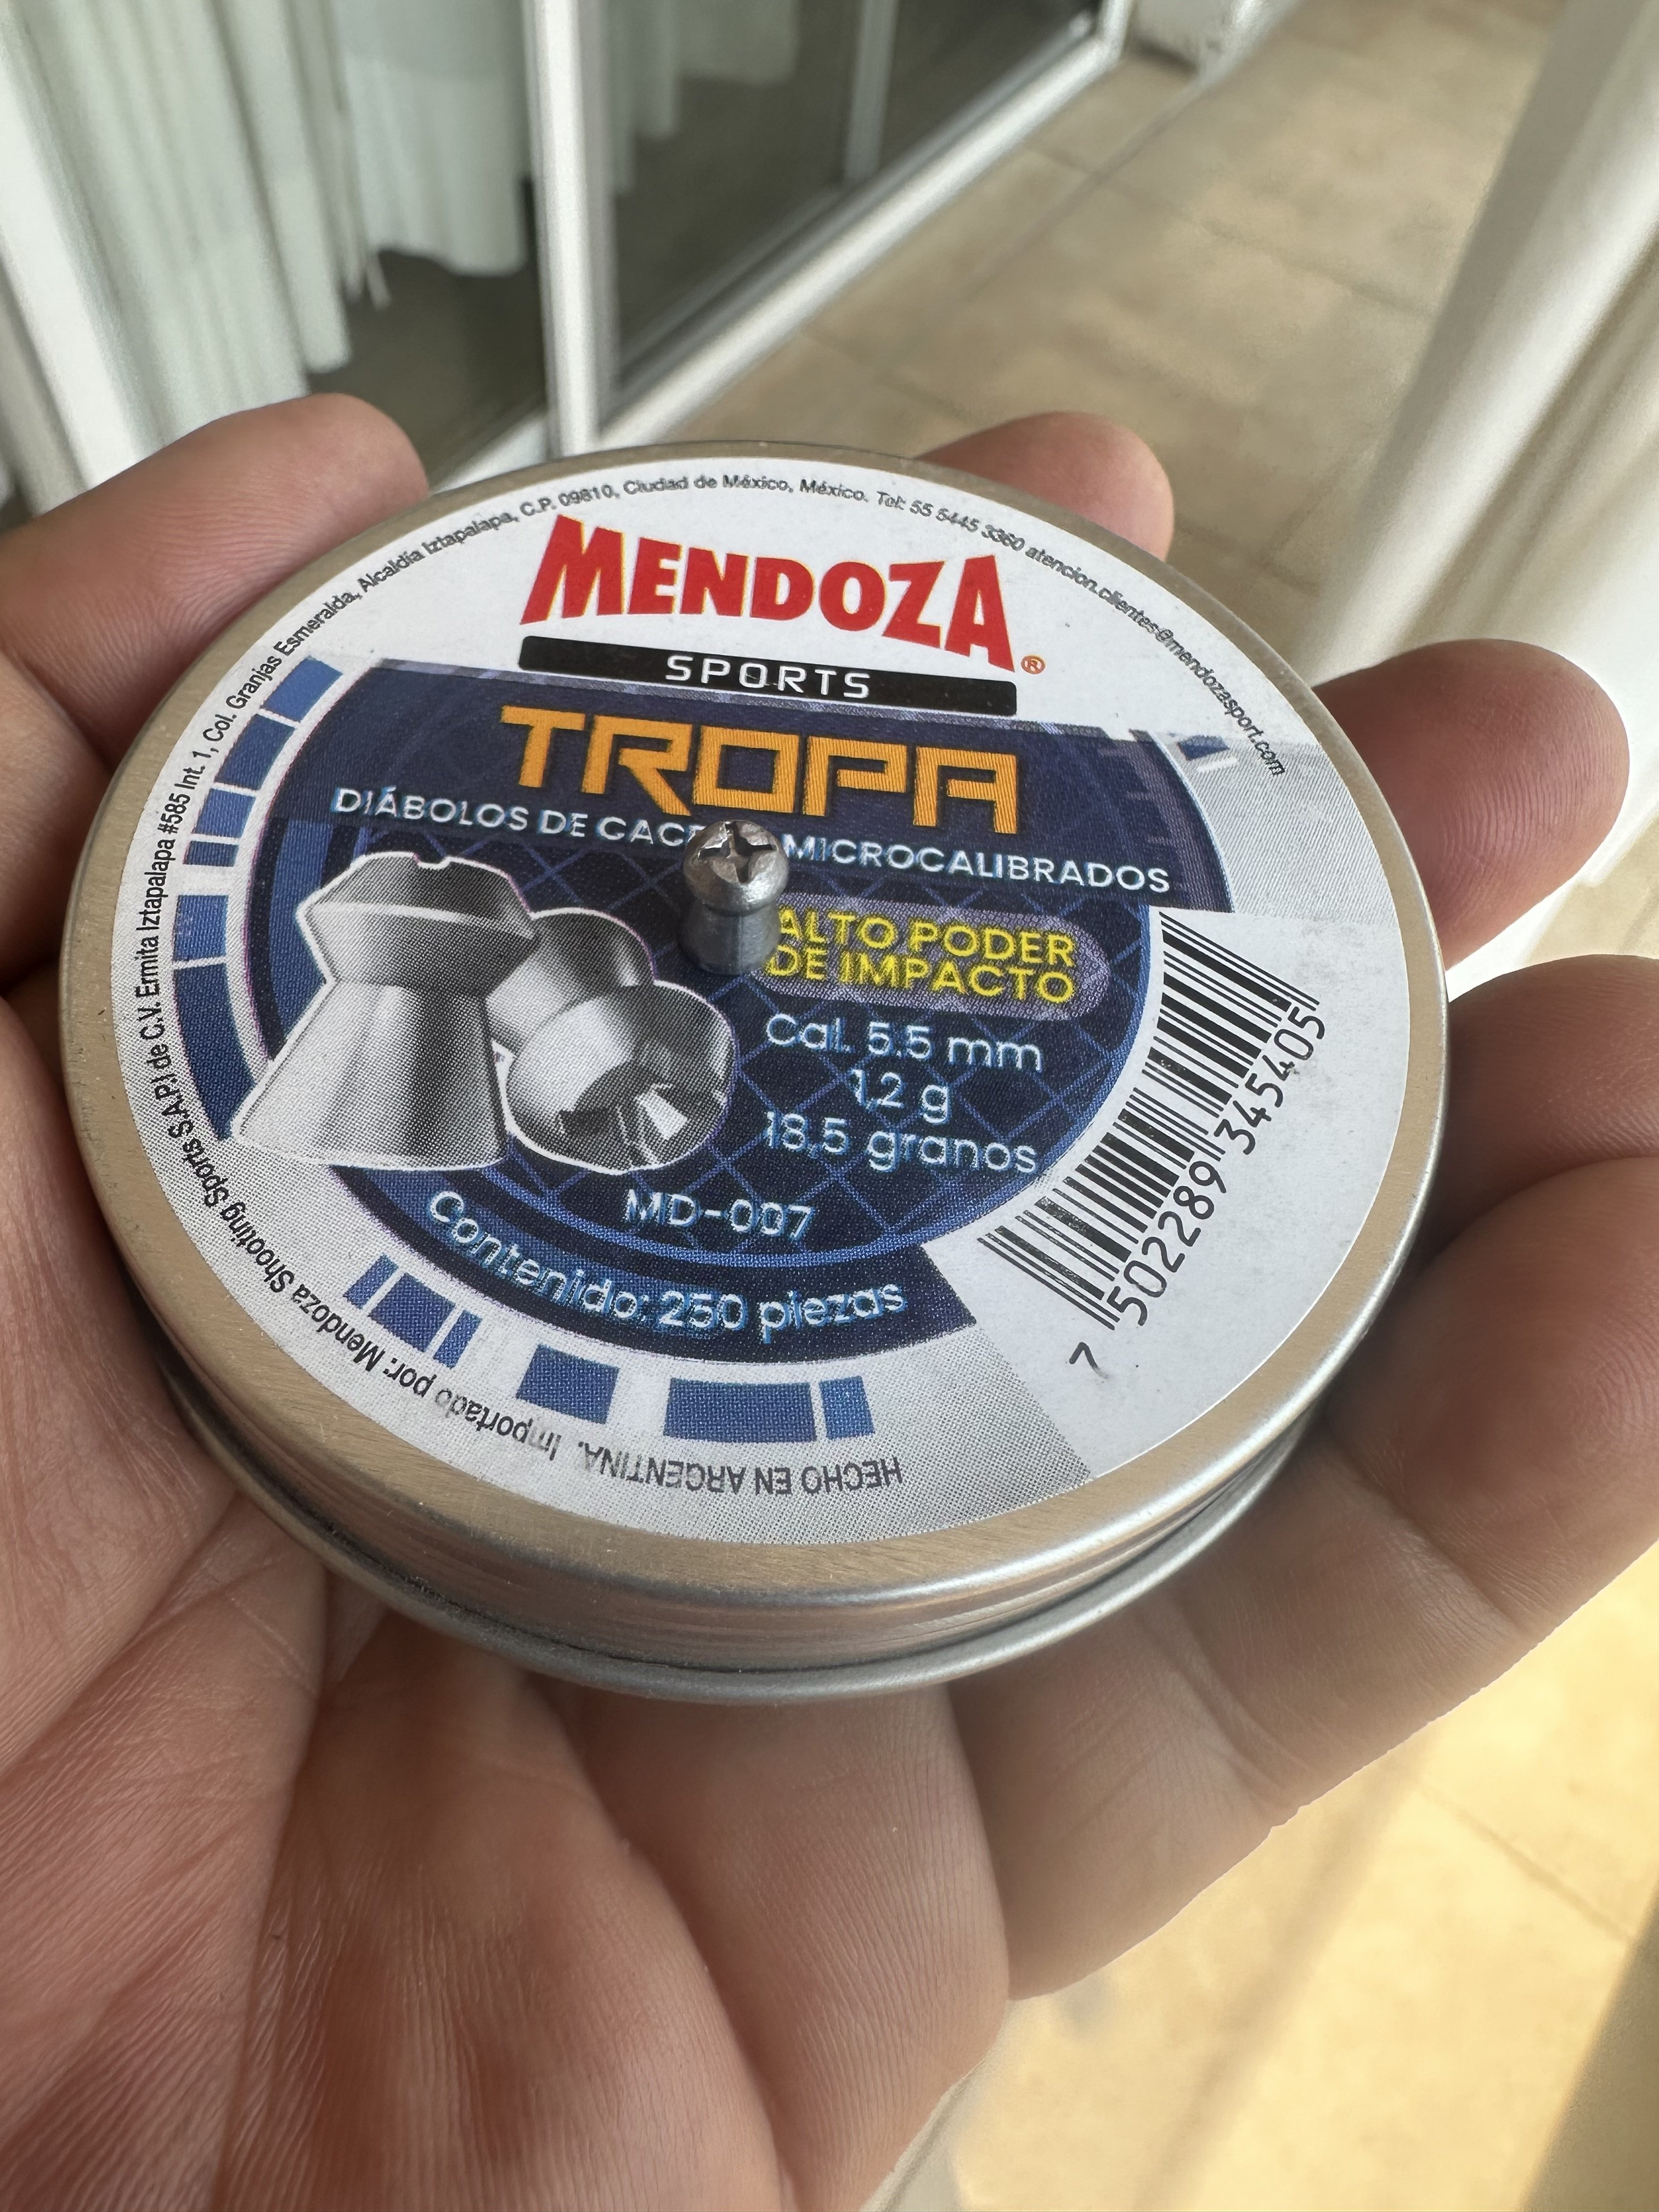 MENDOZA®
SPORTS
TROPA
DIÁBOLOS DE MICROCALIBRADOS
ALTO PODER
DE IMPACTO
Cal. 5.5 mm
1.2 g
18,5 granos
MD-007
Contenido: 250 piezas
7 502289 345405
HECHO EN ARGENTINA. Importado por: Mendoza Shooting Sports S.A.P.I de C.V. Ermita Iztapalapa #585 Int. 1, Col. Granjas Esmeralda, Alcaldía Iztapalapa, C.P. 09810, Ciudad de México, México. Tel: 55 5445 3360 atencion.clientes@mendozasport.com